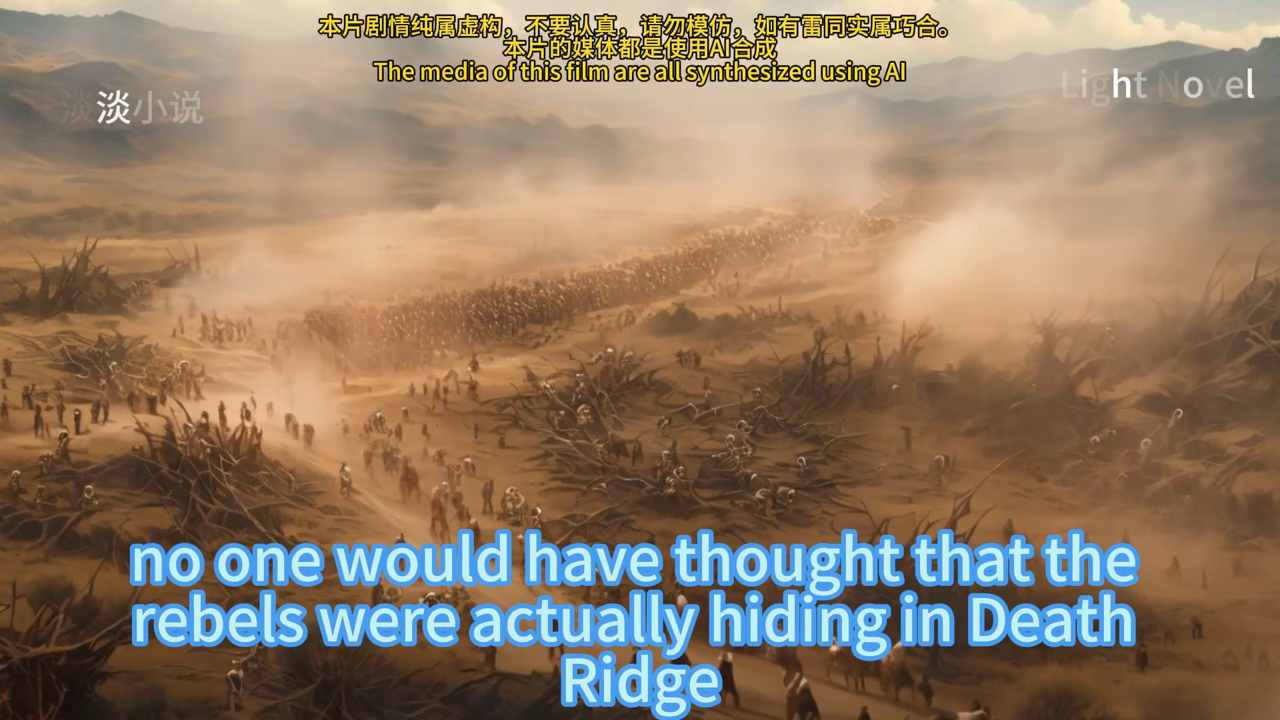 本片剧情纯属虚构，不要认真，请勿模仿，如有雷同实属巧合。
本片的媒体都是使用AI合成
The media of this film are all synthesized using AI
淡淡小说
Light Novel
no one would have thought that the
rebels were actually hiding in Death
Ridge